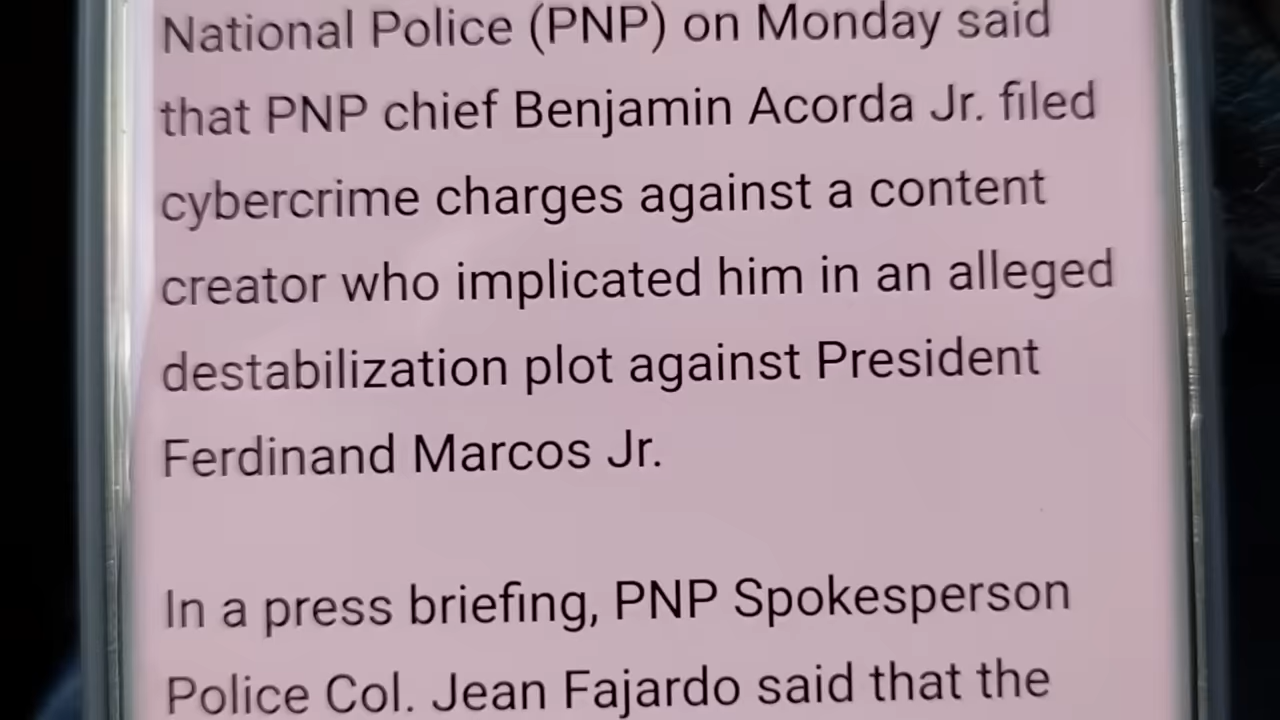 National Police (PNP) on Monday said
that PNP chief Benjamin Acorda Jr. filed
cybercrime charges against a content
creator who implicated him in an alleged
destabilization plot against President
Ferdinand Marcos Jr.
In a press briefing, PNP Spokesperson
Police Col. Jean Fajardo said that the